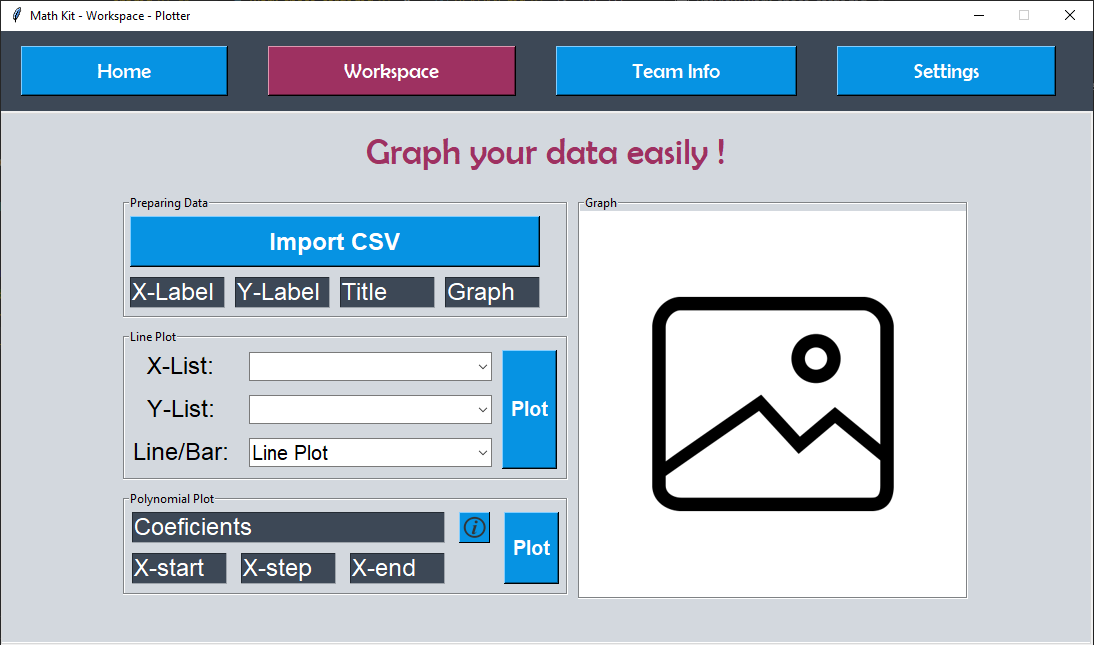 Math Kit - Workspace - Plotter
Home Workspace Team Info Settings
Graph your data easily !
Preparing Data
Import CSV
X-Label Y-Label Title Graph
Line Plot
X-List:
Y-List:
Plot
Line/Bar: Line Plot
Polynomial Plot
Coeficients i
Plot
X-start X-step X-end
Graph